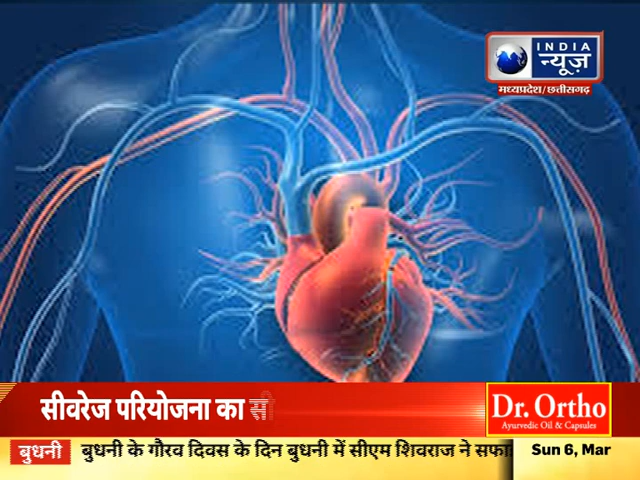 INDIA
न्यूज़
मध्यप्रदेश/छत्तीसगढ़
सीवरेज परियोजना का सी
Dr. Ortho
Ayurvedic Oil & Capsules
बुधनी
बुधनी के गौरव दिवस के दिन बुधनी में सीएम शिवराज ने सफा
Sun 6, Mar